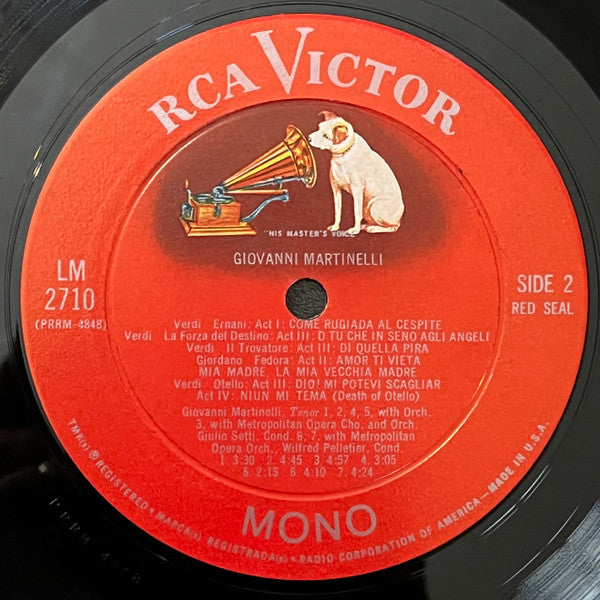 RCA VICTOR
"HIS MASTER'S VOICE"
GIOVANNI MARTINELLI
LM
2710
(PRRM-4848)
SIDE 2
RED SEAL
Verdi Ernani: Act I: COME RUGIADA AL CESPITE
Verdi La Forza del Destino: Act III: O TU CHE IN SENO AGLI ANGELI
Verdi Il Trovatore: Act III: DI QUELLA PIRA
Giordano Fedora: Act II: AMOR TI VIETA
MIA MADRE, LA MIA VECCHIA MADRE
Verdi Otello: Act III: DIO! MI POTEVI SCAGLIAR
Act IV: NIUN MI TEMA (Death of Otello)
Giovanni Martinelli, Tenor 1, 2, 4, 5, with Orch.
3, with Metropolitan Opera Cho. and Orch.
Giulio Setti, Cond. 6, 7, with Metropolitan
Opera Orch., Wilfred Pelletier, Cond.
1. 3:30 2. 4:45 3. 4:57 4. 3:05
5. 2:15 6. 4:10 7. 4:24
MONO
TMK(s) ® REGISTERED • MARCA(s) REGISTRADA(s) • RADIO CORPORATION OF AMERICA—MADE IN U.S.A.